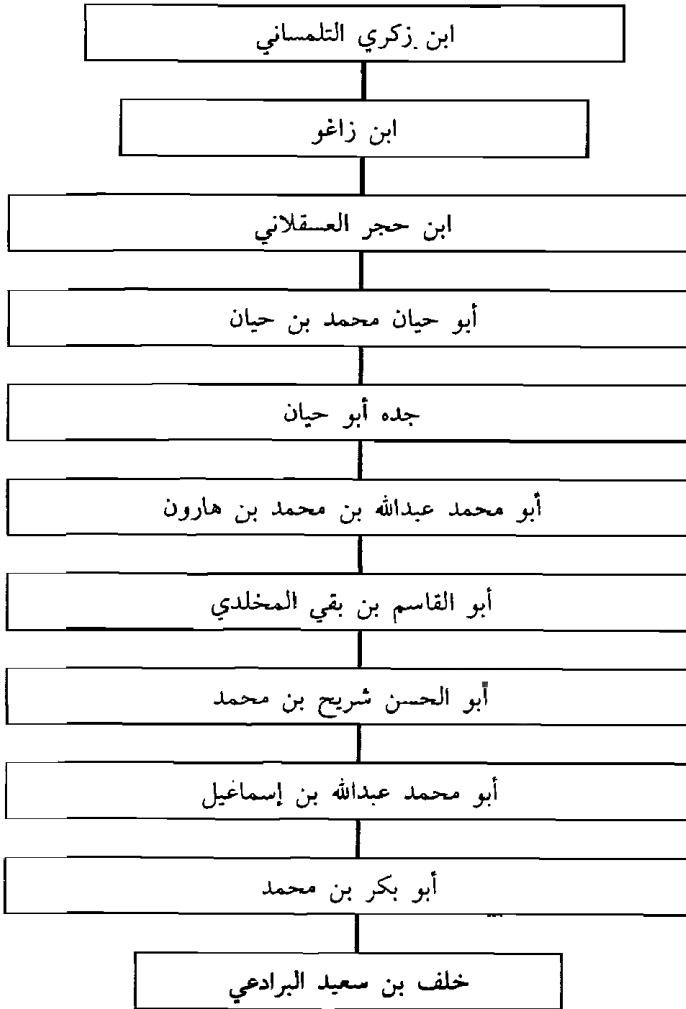 ابن زكري التلمساني
ابن زاغو
ابن حجر العسقلاني
أبو حيان محمد بن حيان
جده أبو حيان
أبو محمد عبدالله بن محمد بن هارون
أبو القاسم بن بقي المخلدي
أبو الحسن شريح بن محمد
أبو محمد عبدالله بن إسماعيل
أبو بكر بن محمد
خلف بن سعيد البرادعي